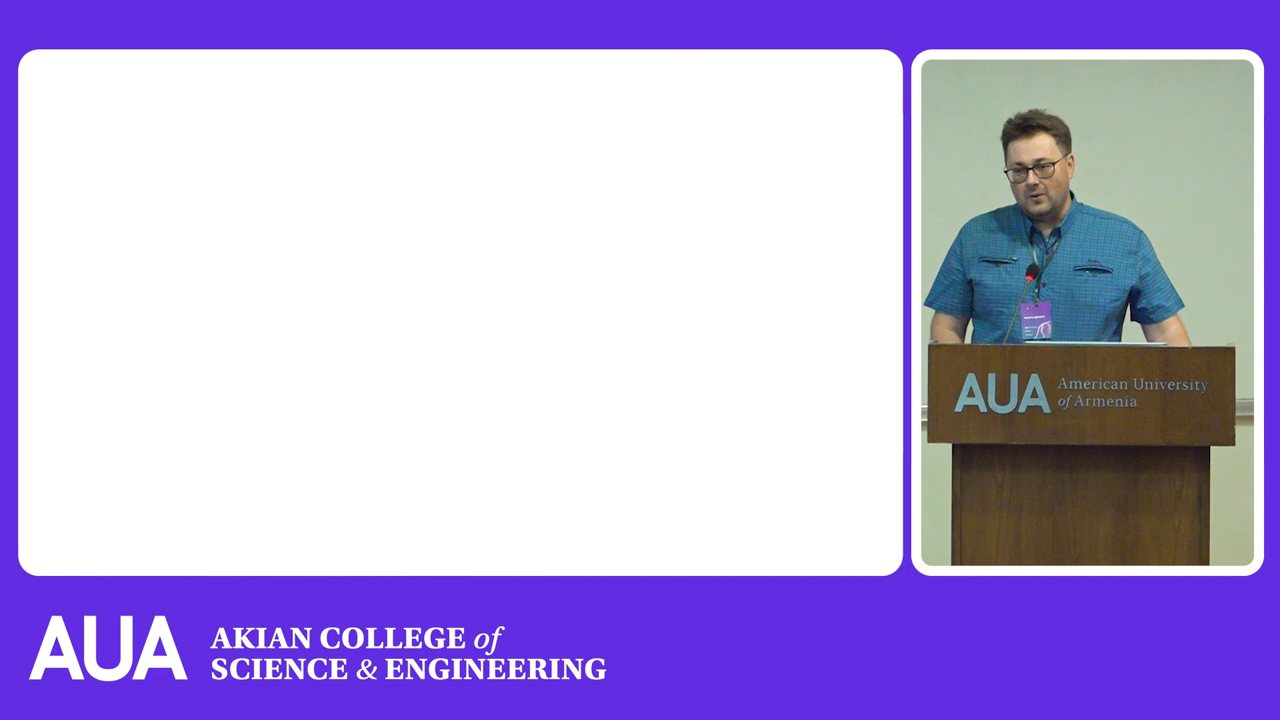 AUA
American University
of Armenia
AUA
AKIAN COLLEGE of
SCIENCE & ENGINEERING